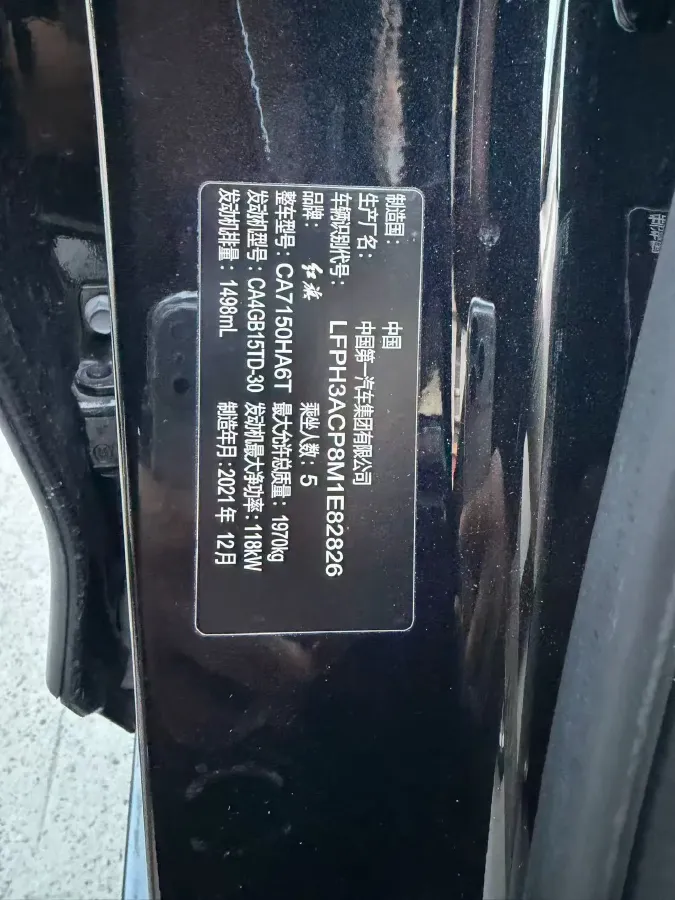 制造国： 中国
生产厂名： 中国第一汽车集团有限公司
车辆识别代号： LFPH3ACP8M1E82826
品牌： 红旗 乘坐人数：5
整车型号：CA7150HA6T 最大允许总质量：1970kg
发动机型号：CA4GB15TD-30 发动机最大净功率：118kW
发动机排量：1498mL 制造年月：2021年 12月